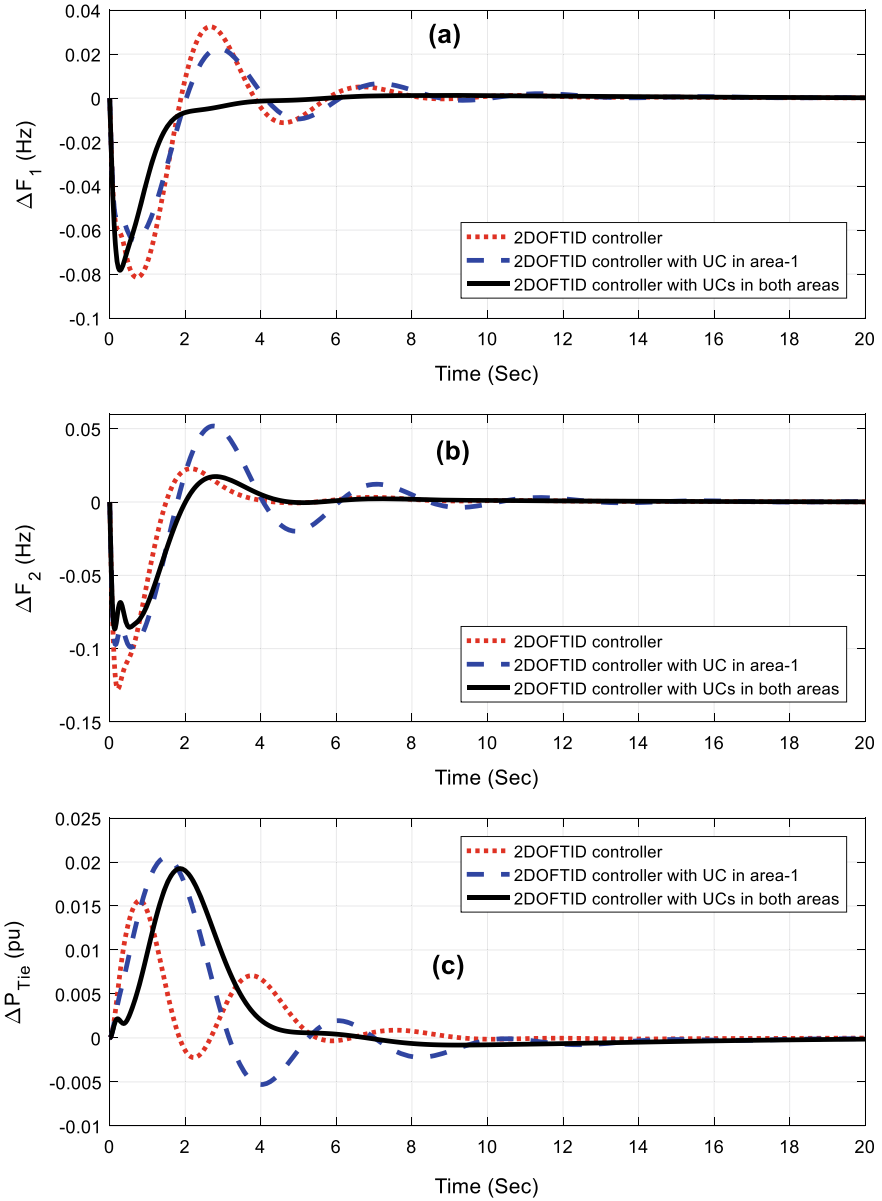 (a)
0.04
0.02
0
-0.02
-0.04
-0.06
-0.08
-0.1
ΔF1 (Hz)
2DOFTID controller
2DOFTID controller with UC in area-1
2DOFTID controller with UCs in both areas
0 2 4 6 8 10 12 14 16 18 20
Time (Sec)
(b)
0.05
0
-0.05
-0.1
-0.15
ΔF2 (Hz)
2DOFTID controller
2DOFTID controller with UC in area-1
2DOFTID controller with UCs in both areas
0 2 4 6 8 10 12 14 16 18 20
Time (Sec)
0.025
0.02
0.015
0.01
0.005
0
-0.005
-0.01
ΔPTie (pu)
2DOFTID controller
2DOFTID controller with UC in area-1
2DOFTID controller with UCs in both areas
(c)
0 2 4 6 8 10 12 14 16 18 20
Time (Sec)